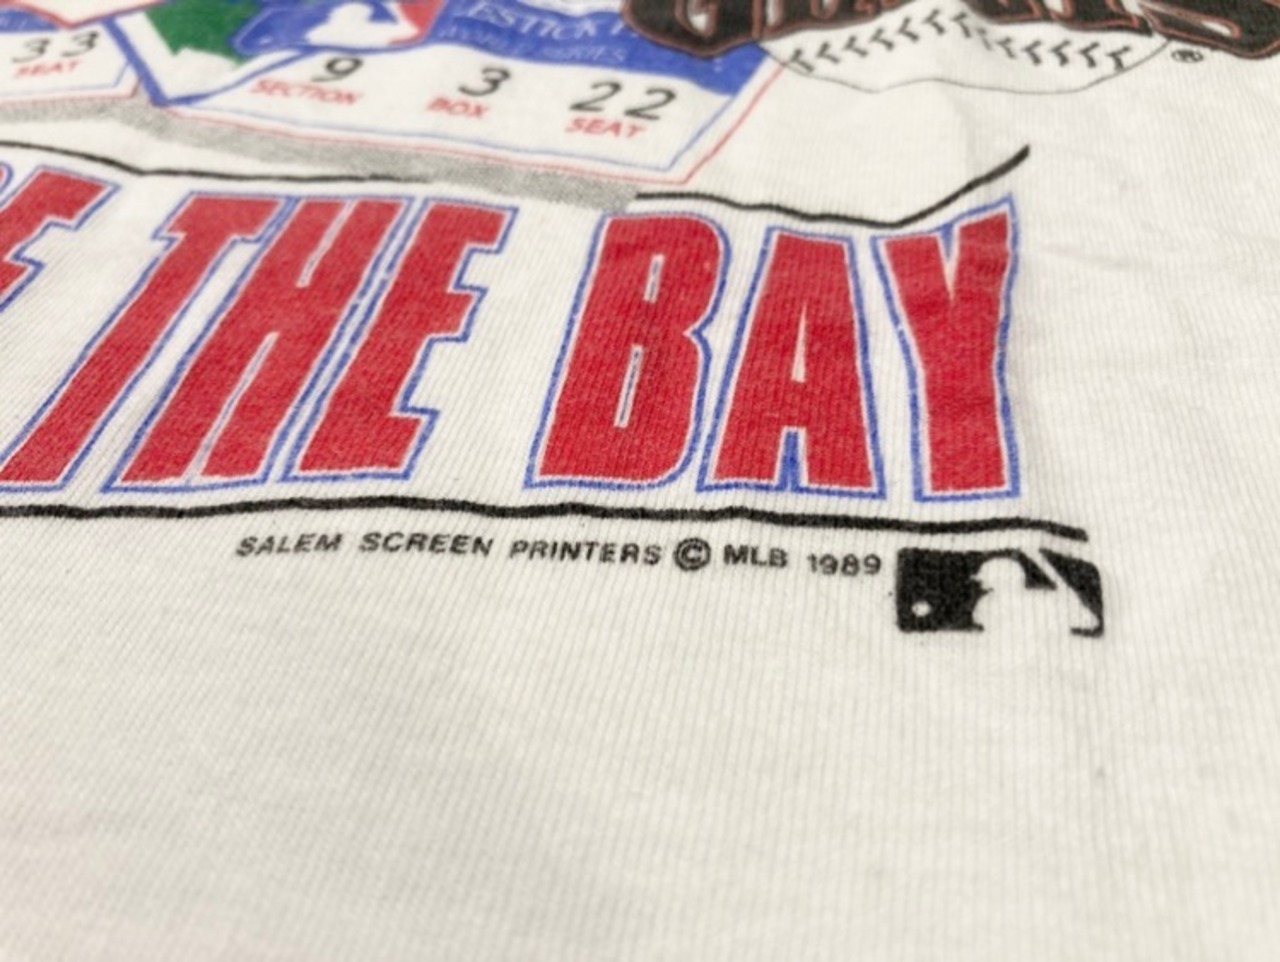 33
SEAT
9 3 22
SECTION BOX SEAT
THE BAY
SALEM SCREEN PRINTERS © MLB 1989